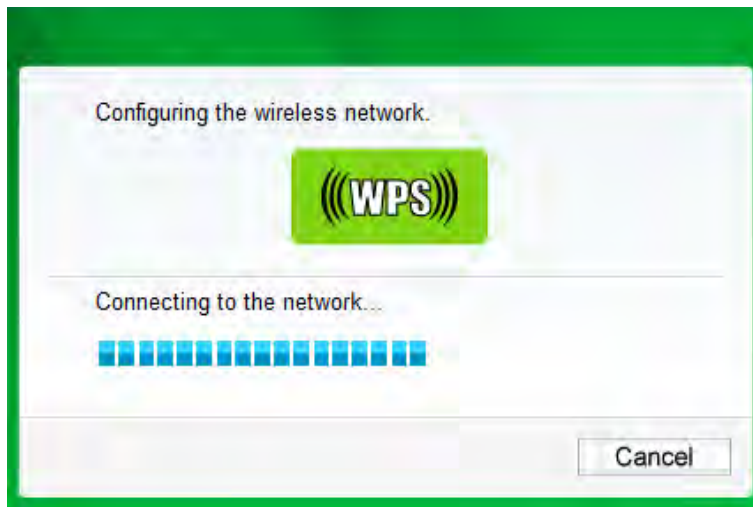 Configuring the wireless network.
(((WPS)))
Connecting to the network...
Cancel